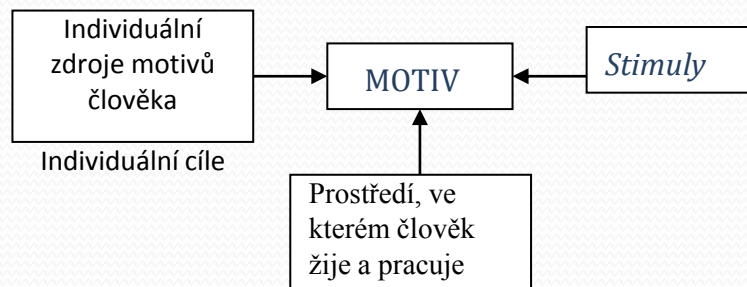 Individuální
zdroje motivů
člověka
Individuální cíle
MOTIV
Stimuly
Prostředí, ve
kterém člověk
žije a pracuje